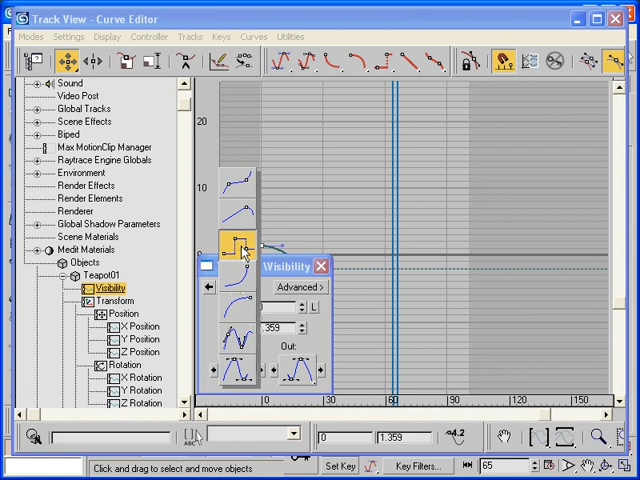 Track View - Curve Editor
Modes Settings Display Controller Tracks Keys Curves Utilities
Sound
Video Post
Global Tracks
Scene Effects
Biped
Max MotionClip Manager
Raytrace Engine Globals
Environment
Render Effects
Render Elements
Renderer
Global Shadow Parameters
Scene Materials
Medit Materials
Objects
Teapot01
Visibility
Transform
Position
X Position
Y Position
Z Position
Rotation
X Rotation
Y Rotation
Z Rotation
20
10
\Visibility
Advanced >
L
.359
Out:
0 30 60 90 120 150
ABC
0 1.359 4.2
Click and drag to select and move objects
Set Key
Key Filters...
65